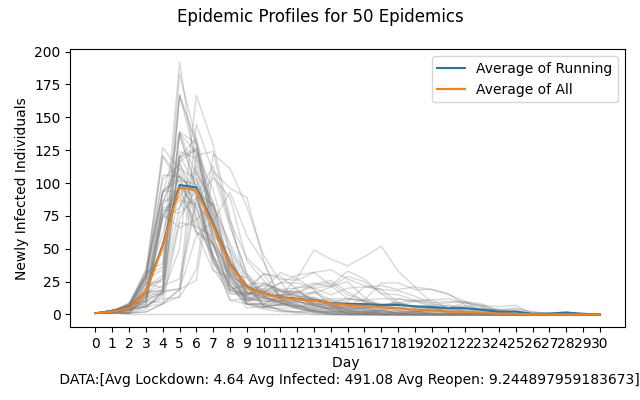 Epidemic Profiles for 50 Epidemics
Average of Running
Average of All
Newly Infected Individuals
200
175
150
125
100
75
50
25
0
0 1 2 3 4 5 6 7 8 9 10 11 12 13 14 15 16 17 18 19 20 21 22 23 24 25 26 27 28 29 30
Day
DATA:[Avg Lockdown: 4.64 Avg Infected: 491.08 Avg Reopen: 9.244897959183673]